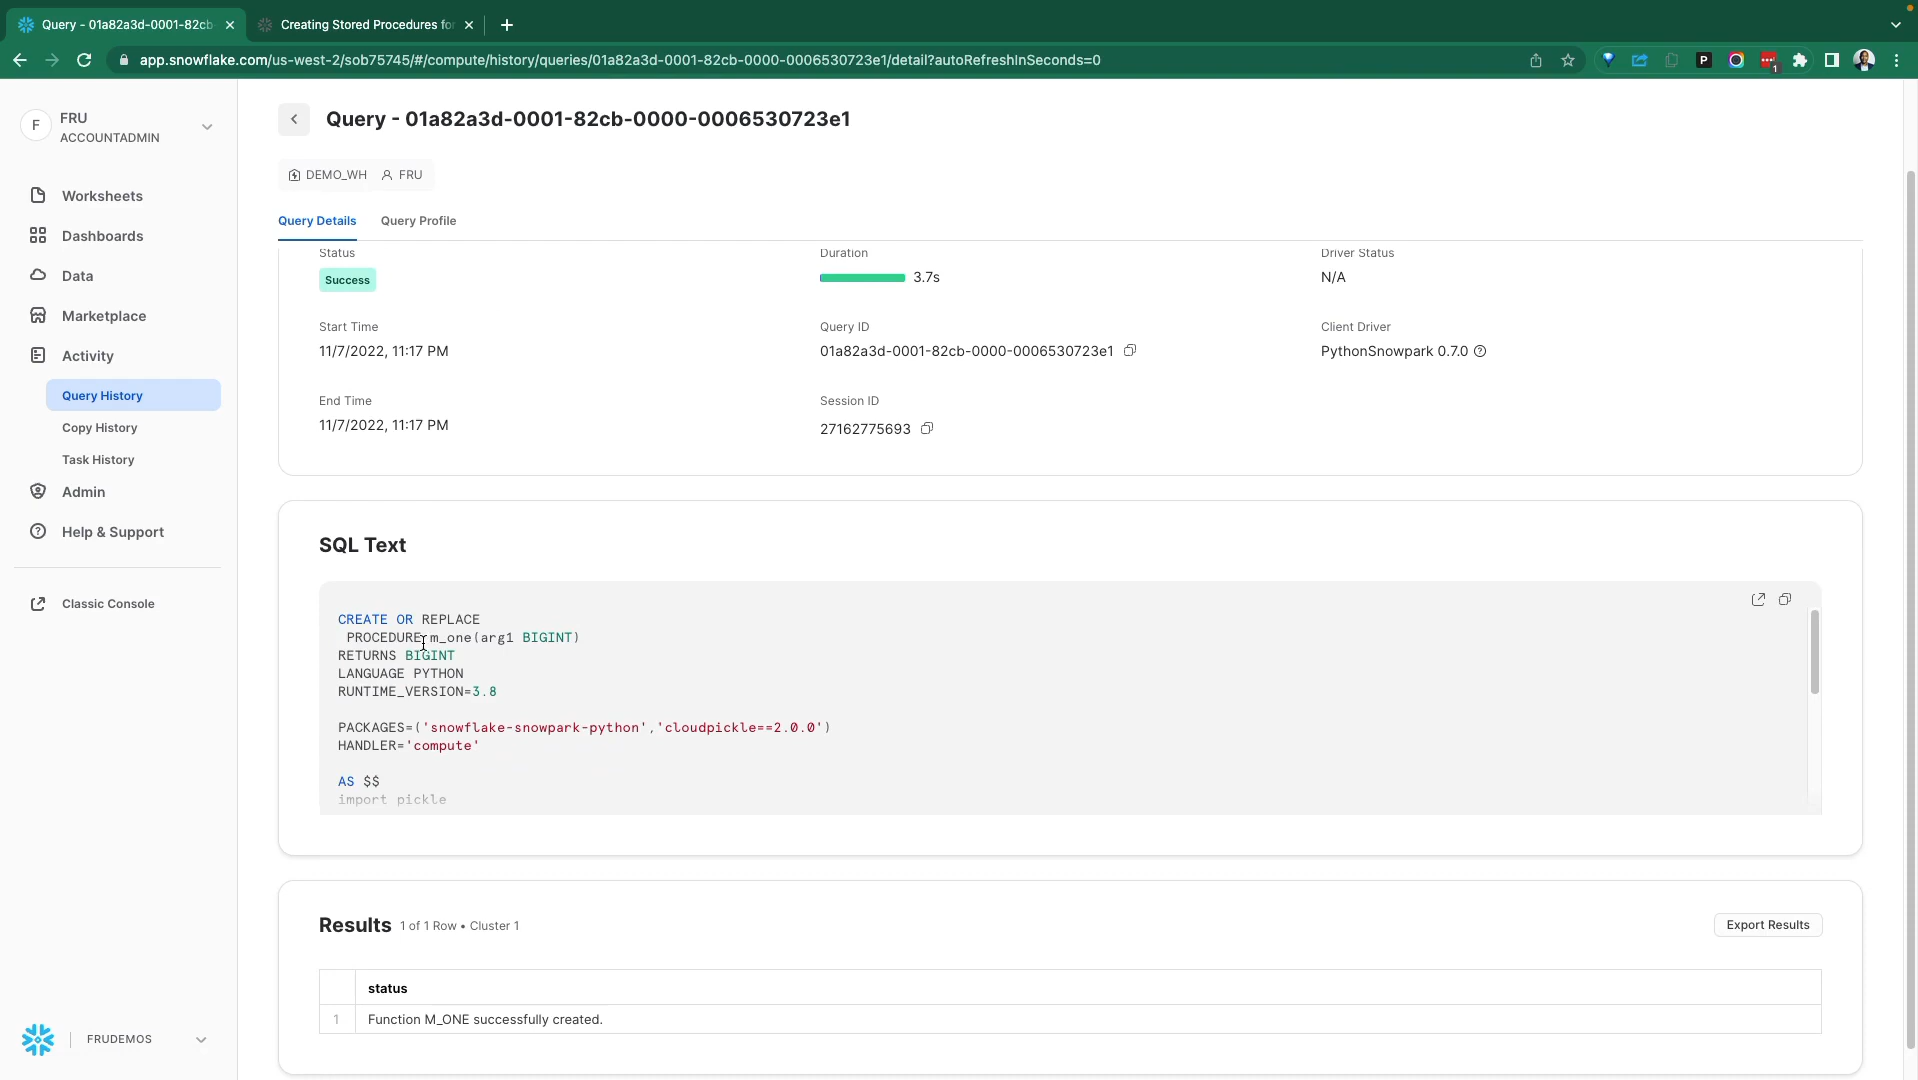 Query - 01a82a3d-0001-82cb-
Creating Stored Procedures for
app.snowflake.com/us-west-2/sob75745/#/compute/history/queries/01a82a3d-0001-82cb-0000-0006530723e1/detail?autoRefreshInSeconds=0
P
1
F
FRU
ACCOUNTADMIN
Worksheets
Dashboards
Data
Marketplace
Activity
Query History
Copy History
Task History
Admin
Help & Support
Classic Console
FRUDEMOS
Query - 01a82a3d-0001-82cb-0000-0006530723e1
DEMO_WH FRU
Query Details Query Profile
Status Duration Driver Status
Success 3.7s N/A
Start Time Query ID Client Driver
11/7/2022, 11:17 PM 01a82a3d-0001-82cb-0000-0006530723e1 PythonSnowpark 0.7.0
End Time Session ID
11/7/2022, 11:17 PM 27162775693
SQL Text
CREATE OR REPLACE
PROCEDURE m_one(arg1 BIGINT)
RETURNS BIGINT
LANGUAGE PYTHON
RUNTIME_VERSION=3.8
PACKAGES=('snowflake-snowpark-python','cloudpickle==2.0.0')
HANDLER='compute'
AS $$
import pickle
Results 1 of 1 Row • Cluster 1
Export Results
status
1 Function M_ONE successfully created.